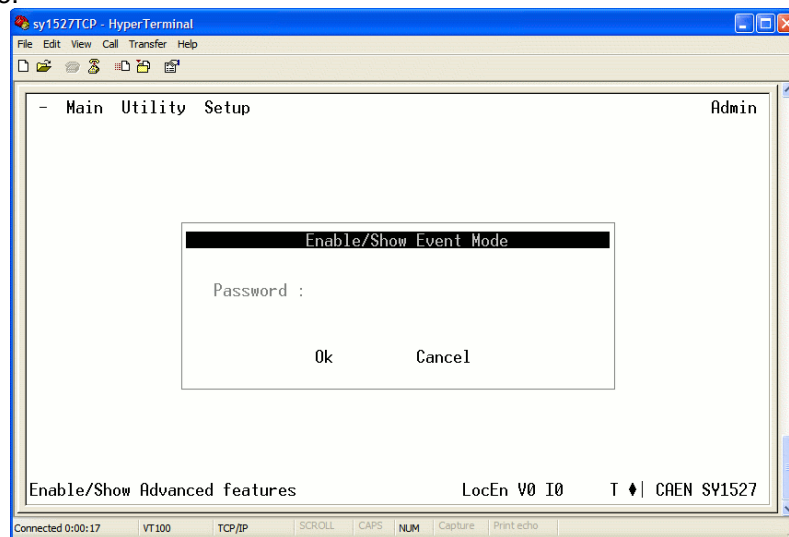 sy1527TCP - HyperTerminal
File Edit View Call Transfer Help
- Main Utility Setup Admin
Enable/Show Event Mode
Password :
Ok Cancel
Enable/Show Advanced features LocEn V0 I0 T ♦| CAEN SY1527
Connected 0:00:17 VT100 TCP/IP SCROLL CAPS NUM Capture Print echo